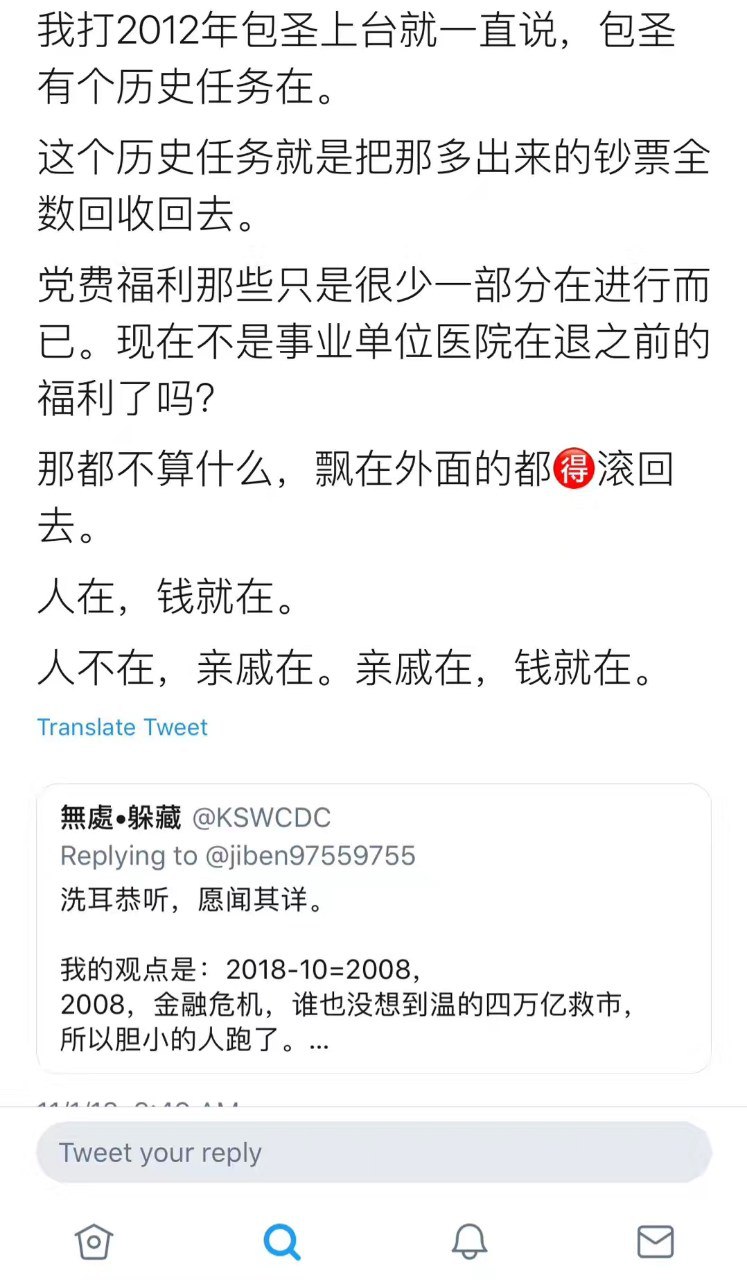 我打2012年包圣上台就一直说，包圣
有个历史任务在。
这个历史任务就是把那多出来的钞票全
数回收回去。
党费福利那些只是很少一部分在进行而
已。现在不是事业单位医院在退之前的
福利了吗？
那都不算什么，飘在外面的都🉐滚回
去。
人在，钱就在。
人不在，亲戚在。亲戚在，钱就在。
Translate Tweet
無處•躲藏 @KSWCDC
Replying to @jiben97559755
洗耳恭听，愿闻其详。
我的观点是：2018-10=2008，
2008，金融危机，谁也没想到温的四万亿救市，
所以胆小的人跑了。...
Tweet your reply